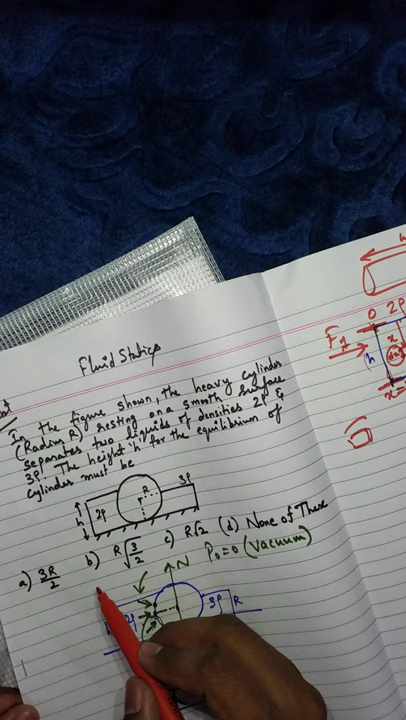 Fluid Statics
In the figure shown, the heavy cylinder
(Radius R) resting on a smooth surface
separates two liquids of densities 2ρ &
3ρ. The height 'h' for the equilibrium of
cylinder must be
R
3ρ
h
2ρ
a) 3R/2 b) R√(3/2) c) R√2 (d) None of These
P₀=0 (Vacuum)
N
3ρ R
F₁
0
h
x